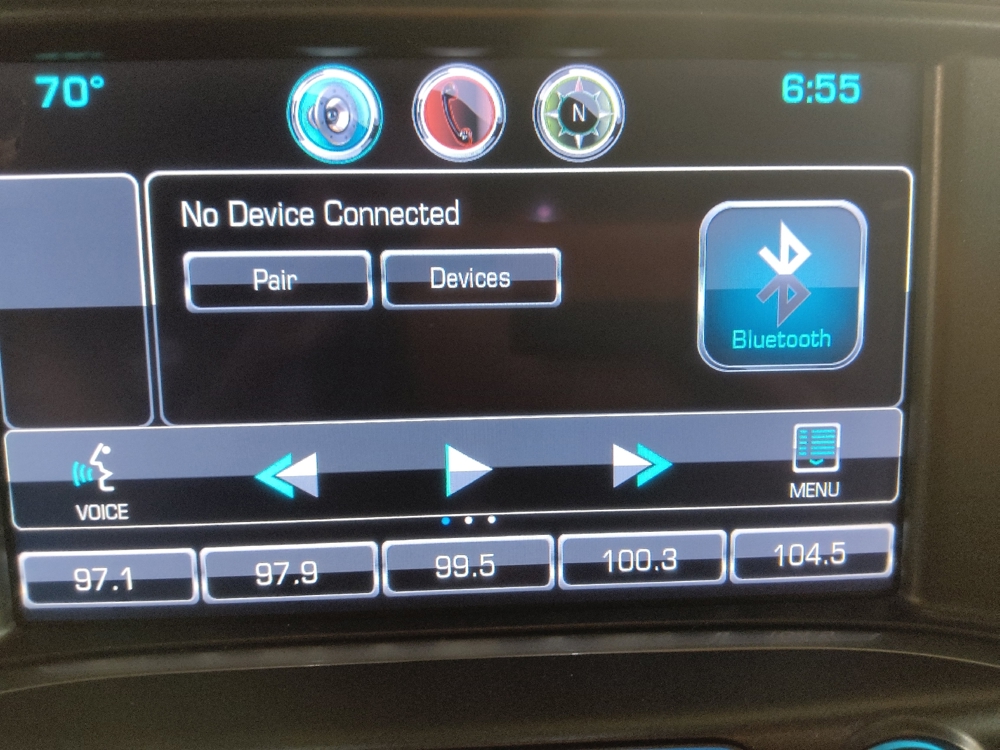 70°
N
6:55
No Device Connected
Pair
Devices
Bluetooth
VOICE
MENU
97.1
97.9
99.5
100.3
104.5